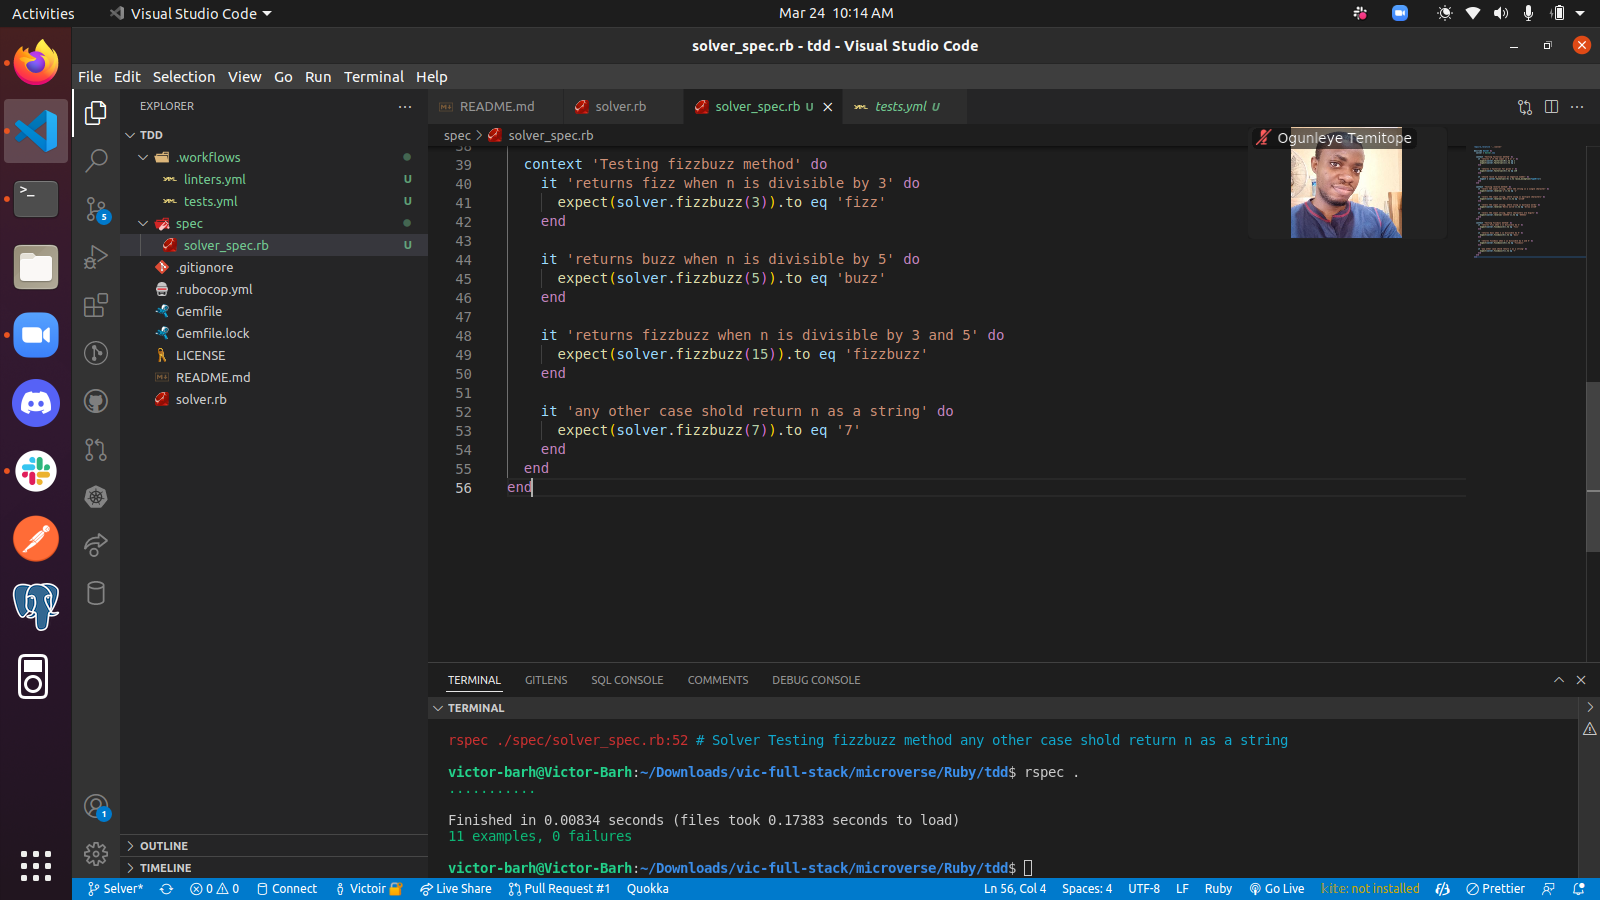 Activities
Visual Studio Code
Mar 24 10:14 AM
solver_spec.rb - tdd - Visual Studio Code
File Edit Selection View Go Run Terminal Help
EXPLORER
TDD
.workflows
linters.yml U
tests.yml U
spec
solver_spec.rb U
.gitignore
.rubocop.yml
Gemfile
Gemfile.lock
LICENSE
README.md
solver.rb
OUTLINE
TIMELINE
5
1
README.md
solver.rb
solver_spec.rb U
tests.yml U
spec > solver_spec.rb
Ogunleye Temitope
38
39 context 'Testing fizzbuzz method' do
40 it 'returns fizz when n is divisible by 3' do
41 expect(solver.fizzbuzz(3)).to eq 'fizz'
42 end
43
44 it 'returns buzz when n is divisible by 5' do
45 expect(solver.fizzbuzz(5)).to eq 'buzz'
46 end
47
48 it 'returns fizzbuzz when n is divisible by 3 and 5' do
49 expect(solver.fizzbuzz(15)).to eq 'fizzbuzz'
50 end
51
52 it 'any other case shold return n as a string' do
53 expect(solver.fizzbuzz(7)).to eq '7'
54 end
55 end
56 end
TERMINAL GITLENS SQL CONSOLE COMMENTS DEBUG CONSOLE
TERMINAL
rspec ./spec/solver_spec.rb:52 # Solver Testing fizzbuzz method any other case shold return n as a string
victor-barh@Victor-Barh:~/Downloads/vic-full-stack/microverse/Ruby/tdd$ rspec .
...........
Finished in 0.00834 seconds (files took 0.17383 seconds to load)
11 examples, 0 failures
victor-barh@Victor-Barh:~/Downloads/vic-full-stack/microverse/Ruby/tdd$
Selver* 0 0 Connect Victoir Live Share Pull Request #1 Quokka Ln 56, Col 4 Spaces: 4 UTF-8 LF Ruby Go Live kite: not installed Prettier